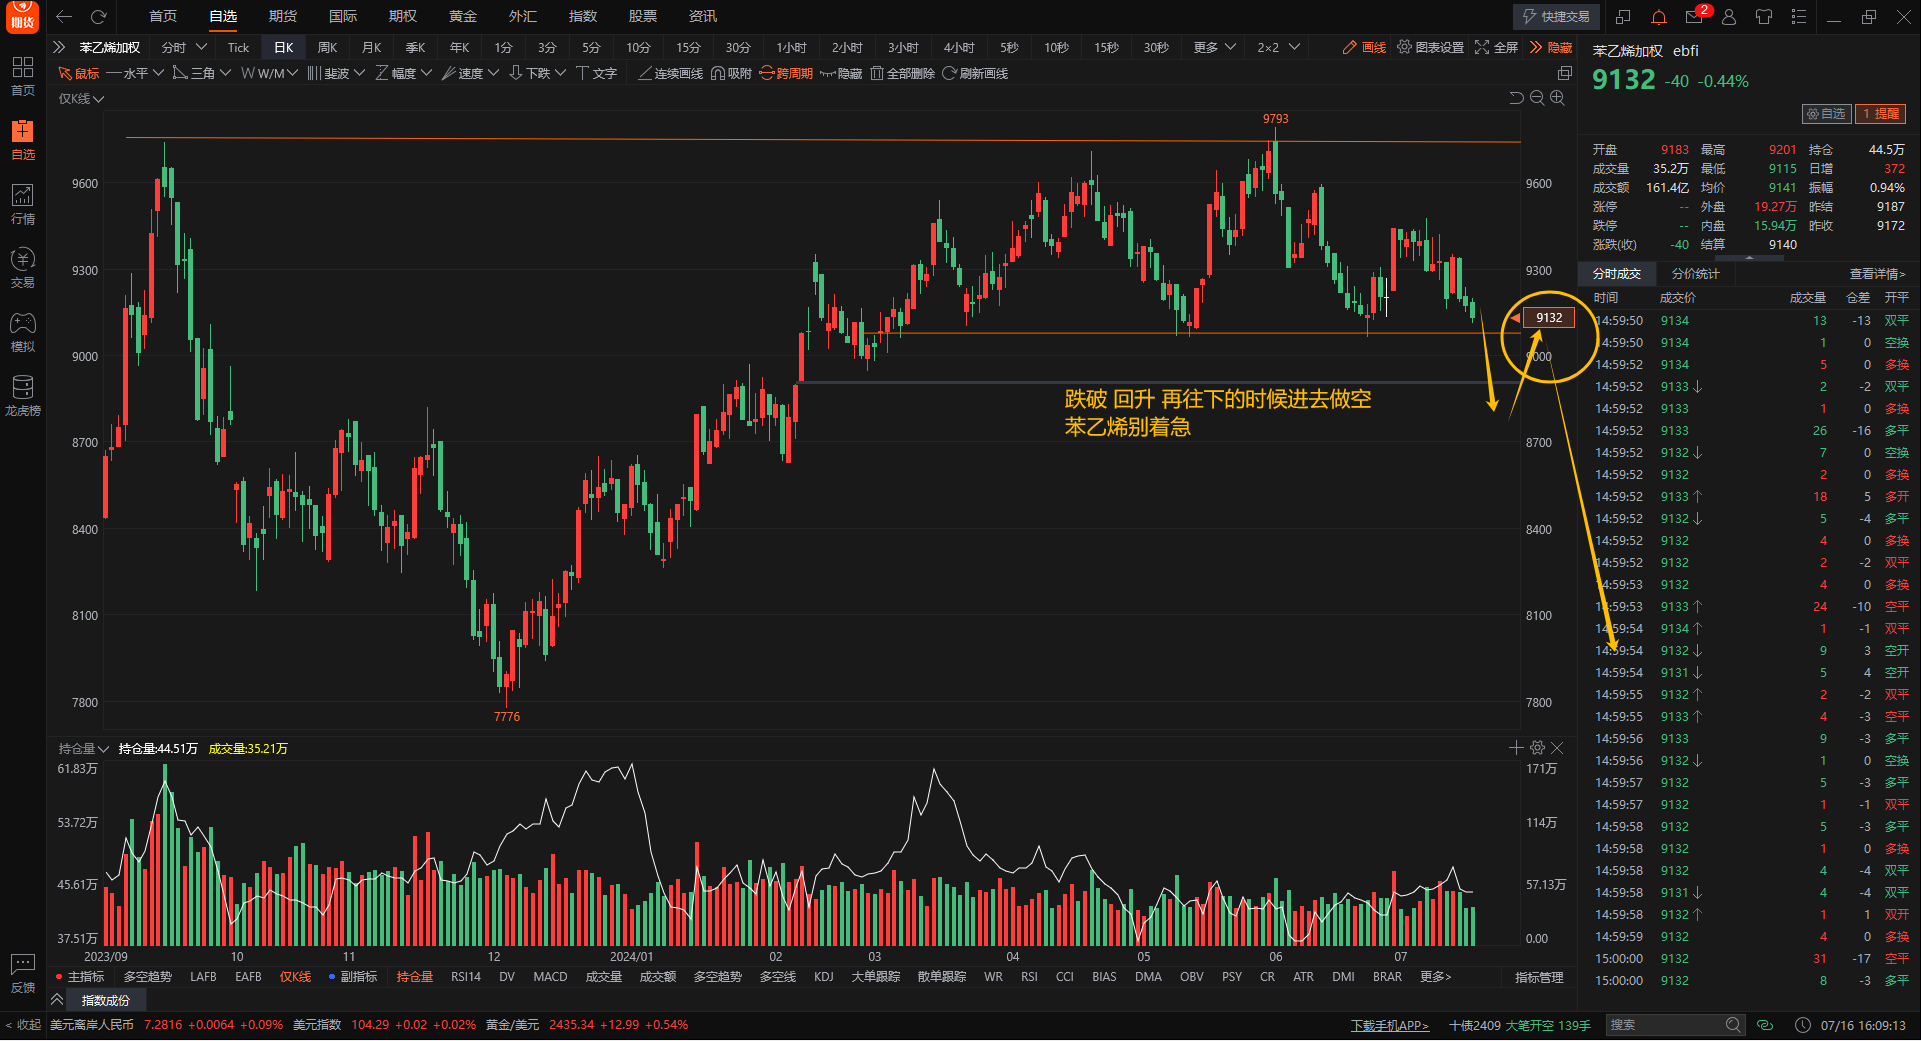 期货
首页 自选 期货 国际 期权 黄金 外汇 指数 股票 资讯
快捷交易 2
苯乙烯加权 分时 Tick 日K 周K 月K 季K 年K 1分 3分 5分 10分 15分 30分 1小时 2小时 3小时 4小时 5秒 10秒 15秒 30秒 更多 2×2 画线 图表设置 全屏 隐藏
鼠标 水平 三角 W/M 斐波 幅度 速度 下跌 文字 连续画线 吸附 跨周期 隐藏 全部删除 刷新画线
仅K线
首页
自选
行情
交易
模拟
龙虎榜
反馈
9793
9600 9600
9300 9300
9132
9000 9000
8700 8700
8400 8400
8100 8100
7800 7800
7776
跌破 回升 再往下的时候进去做空
苯乙烯别着急
持仓量 持仓量:44.51万 成交量:35.21万
61.83万 171万
53.72万 114万
45.61万 57.13万
37.51万 0.00
2023/09 10 11 12 2024/01 02 03 04 05 06 07
主指标 多空趋势 LAFB EAFB 仅K线 副指标 持仓量 RSI14 DV MACD 成交量 成交额 多空趋势 多空线 KDJ 大单跟踪 散单跟踪 WR RSI CCI BIAS DMA OBV PSY CR ATR DMI BRAR 更多> 指标管理
指数成份
苯乙烯加权 ebfi
9132 -40 -0.44%
自选 1 提醒
开盘 9183 最高 9201 持仓 44.5万
成交量 35.2万 最低 9115 日增 372
成交额 161.4亿 均价 9141 振幅 0.94%
涨停 -- 外盘 19.27万 昨结 9187
跌停 -- 内盘 15.94万 昨收 9172
涨跌(收) -40 结算 9140
分时成交 分价统计 查看详情>
时间 成交价 成交量 仓差 开平
14:59:50 9134 13 -13 双平
14:59:50 9134 1 0 空换
14:59:52 9134 5 0 多换
14:59:52 9133↓ 2 -2 双平
14:59:52 9133 1 0 多换
14:59:52 9133 26 -16 多平
14:59:52 9132↓ 7 0 空换
14:59:52 9132 2 0 多换
14:59:52 9133↑ 18 5 多开
14:59:52 9132↓ 5 -4 多平
14:59:52 9132 4 0 多换
14:59:52 9132 2 -2 双平
14:59:53 9132 4 0 多换
14:59:53 9133↑ 24 -10 空平
14:59:54 9134↑ 1 -1 双平
14:59:54 9132↓ 9 3 空开
14:59:54 9131↓ 5 4 空开
14:59:55 9132↑ 2 -2 双平
14:59:55 9133↑ 4 -3 空平
14:59:56 9133 9 -3 多平
14:59:56 9132↓ 1 0 空换
14:59:57 9132 5 -3 多平
14:59:57 9132 1 -1 双平
14:59:58 9132 5 -3 多平
14:59:58 9132 1 0 多换
14:59:58 9132 4 -4 双平
14:59:58 9131↓ 4 -4 双平
14:59:58 9132↑ 1 1 双开
14:59:59 9132 4 0 多换
15:00:00 9132 31 -17 空平
15:00:00 9132 8 -3 多平
< 收起 美元离岸人民币 7.2816 +0.0064 +0.09% 美元指数 104.29 +0.02 +0.02% 黄金/美元 2435.34 +12.99 +0.54% 下载手机APP> 十债2409 大笔开空 139手 搜索 07/16 16:09:13